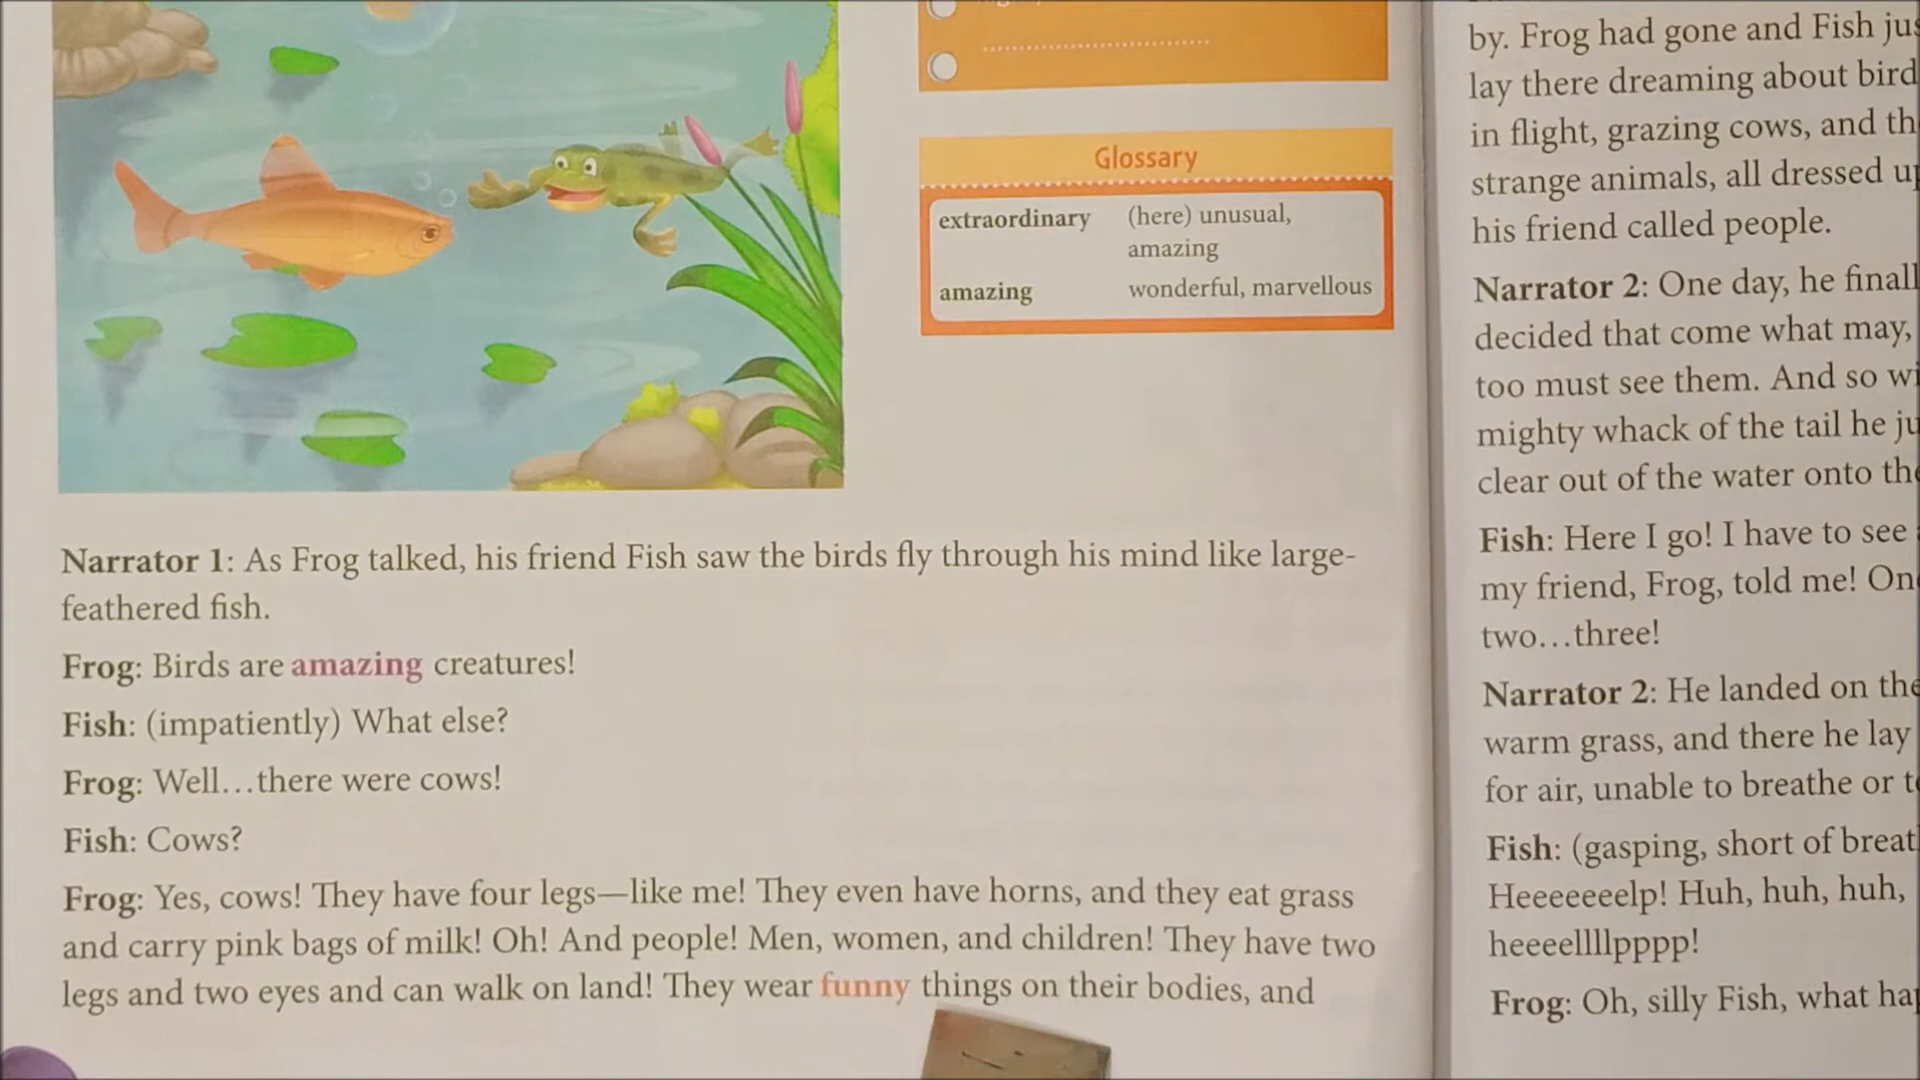 Glossary
extraordinary (here) unusual,
amazing
amazing wonderful, marvellous
Narrator 1: As Frog talked, his friend Fish saw the birds fly through his mind like large-
feathered fish.
Frog: Birds are amazing creatures!
Fish: (impatiently) What else?
Frog: Well…there were cows!
Fish: Cows?
Frog: Yes, cows! They have four legs—like me! They even have horns, and they eat grass
and carry pink bags of milk! Oh! And people! Men, women, and children! They have two
legs and two eyes and can walk on land! They wear funny things on their bodies, and
by. Frog had gone and Fish
lay there dreaming about
in flight, grazing cows, and
strange animals, all dressed
his friend called people.
Narrator 2: One day, he
decided that come what may,
too must see them. And so
mighty whack of the tail he
clear out of the water onto
Fish: Here I go! I have to see
my friend, Frog, told me!
two…three!
Narrator 2: He landed on
warm grass, and there he lay
for air, unable to breathe or
Fish: (gasping, short of
Heeeeeeelp! Huh, huh, huh,
heeeellllpppp!
Frog: Oh, silly Fish, what